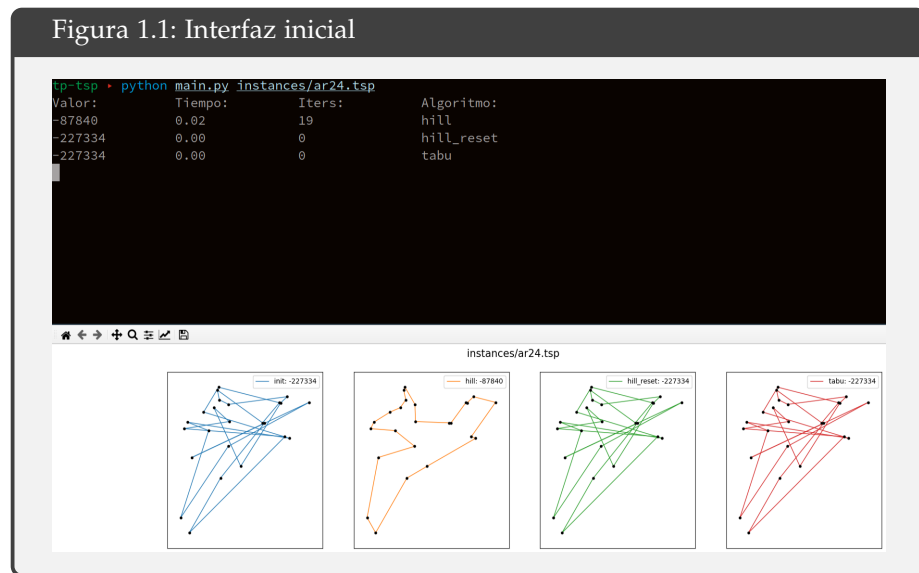 Figura 1.1: Interfaz inicial
tp-tsp ▸ python main.py instances/ar24.tsp
Valor: Tiempo: Iters: Algoritmo:
-87840 0.02 19 hill
-227334 0.00 0 hill_reset
-227334 0.00 0 tabu
instances/ar24.tsp
init: -227334
hill: -87840
hill_reset: -227334
tabu: -227334